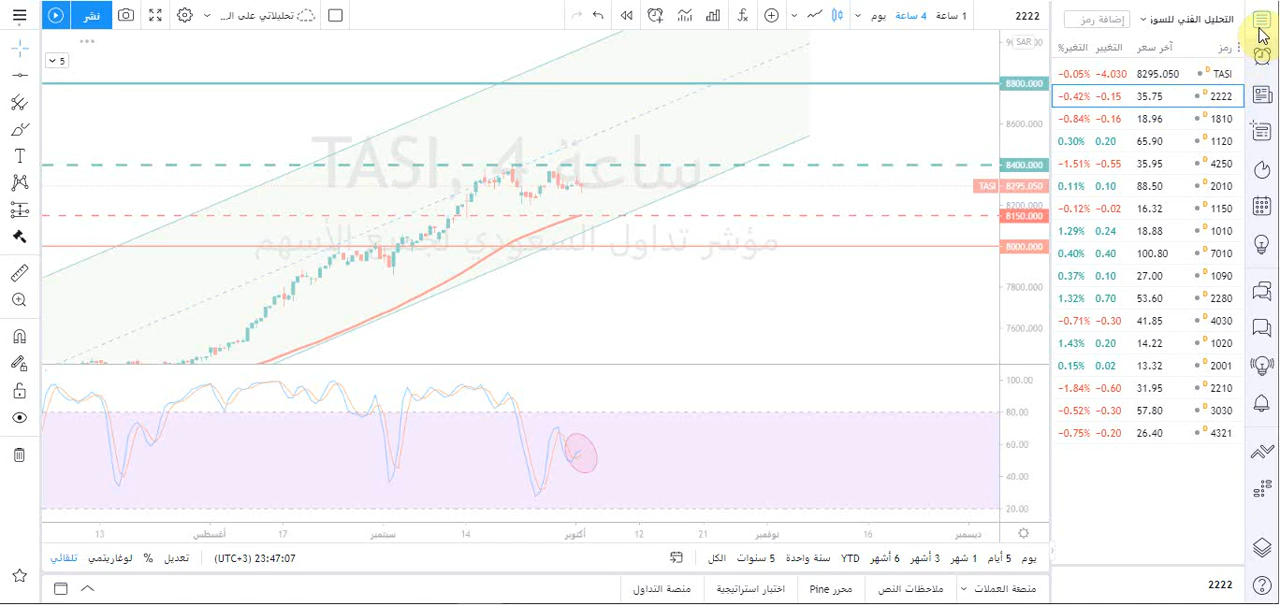 نشر
تحليلاتي على الـ...
يوم
4 ساعة
1 ساعة
2222
إضافة رمز
التحليل الفني للسوز
رمز
آخر سعر
التغيير
التغير%
TASI 8295.050 -4.030 -0.05%
2222 35.75 -0.15 -0.42%
1810 18.96 -0.16 -0.84%
1120 65.90 0.20 0.30%
4250 35.95 -0.55 -1.51%
2010 88.50 0.10 0.11%
1150 16.32 -0.02 -0.12%
1010 18.88 0.24 1.29%
7010 100.80 0.40 0.40%
1090 27.00 0.10 0.37%
2280 53.60 0.70 1.32%
4030 41.85 -0.30 -0.71%
1020 14.22 0.20 1.43%
2001 13.32 0.02 0.15%
2210 31.95 -0.60 -1.84%
3030 57.80 -0.30 -0.52%
4321 26.40 -0.20 -0.75%
2222
5
SAR
TASI, 4 ساعة
مؤشر تداول السعودي لجميع الأسهم
8800.000
8600.000
8400.000
TASI 8295.050
8200.000
8150.000
8000.000
7800.000
7600.000
100.00
80.00
60.00
40.00
20.00
13
أغسطس
17
سبتمبر
14
أكتوبر
12
21
نوفمبر
16
ديسمبر
تلقائي
لوغاريتمي
%
تعديل
23:47:07 (UTC+3)
الكل
5 سنوات
سنة واحدة
YTD
6 أشهر
3 أشهر
1 شهر
5 أيام
يوم
منصة التداول
اختبار استراتيجية
محرر Pine
ملاحظات النص
منصفة العملات